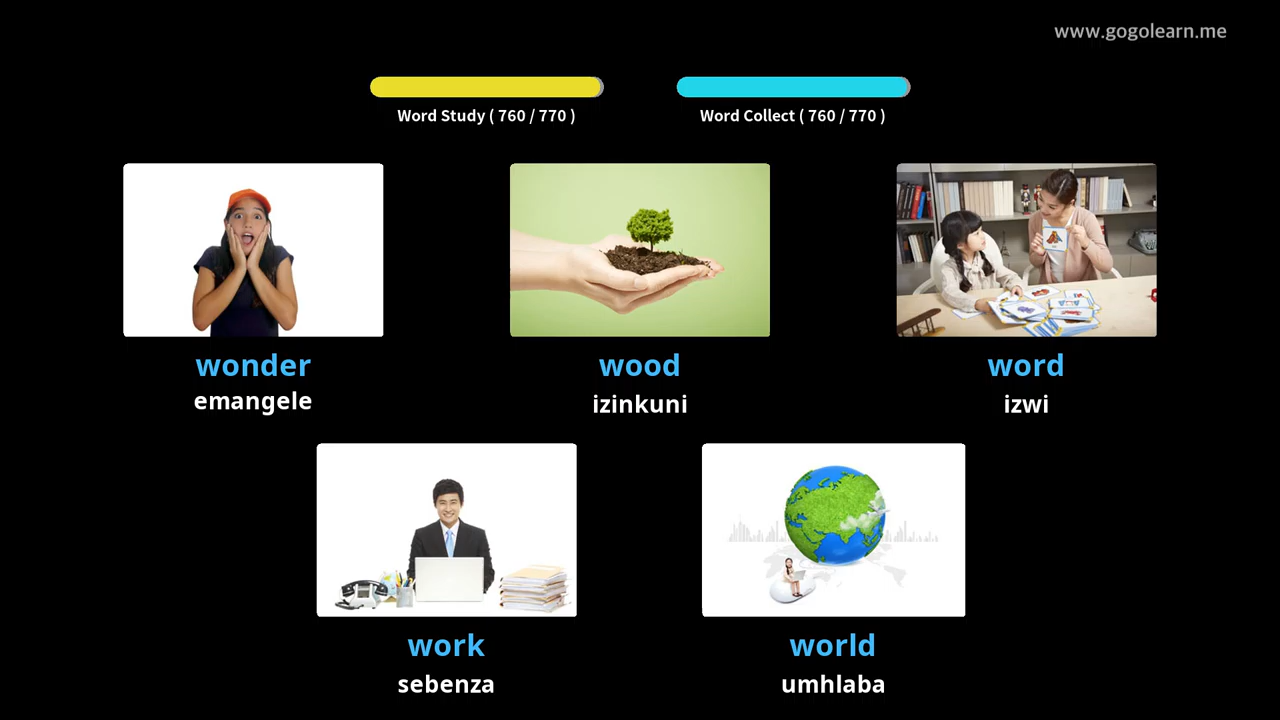 www.gogolearn.me
Word Study ( 760 / 770 )
Word Collect ( 760 / 770 )
wonder
emangele
wood
izinkuni
word
izwi
work
sebenza
world
umhlaba